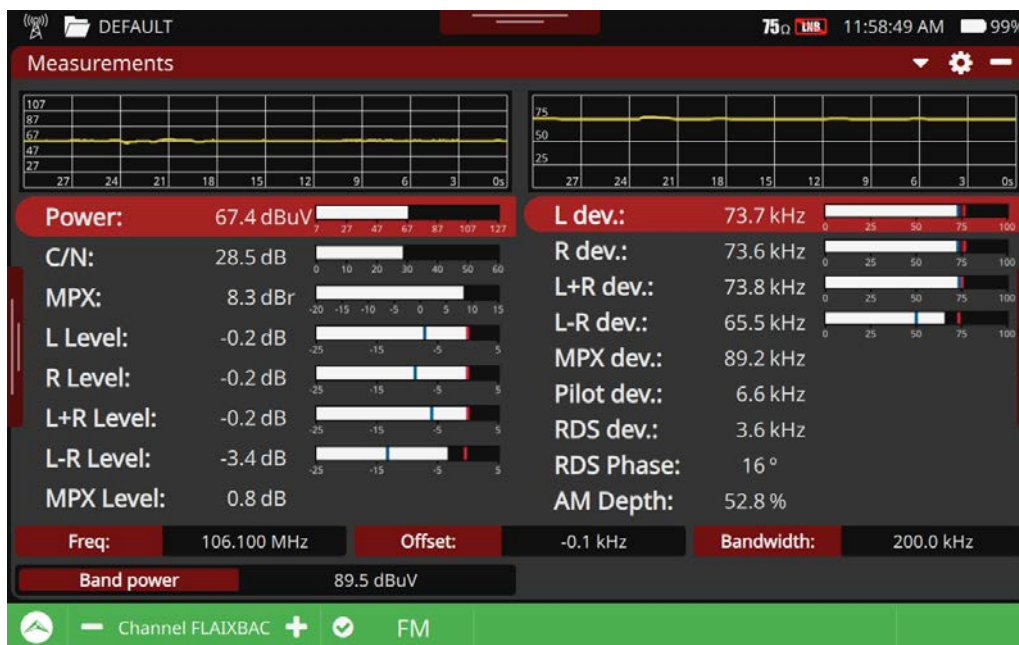 DEFAULT 75Ω LNB 11:58:49 AM 99%
Measurements
107
87
67
47
27
27 24 21 18 15 12 9 6 3 0s
75
50
25
27 24 21 18 15 12 9 6 3 0s
Power: 67.4 dBuV
7 27 47 67 87 107 127
C/N: 28.5 dB
0 10 20 30 40 50 60
MPX: 8.3 dBr
-20 -15 -10 -5 0 5 10 15
L Level: -0.2 dB
-25 -15 -5 5
R Level: -0.2 dB
-25 -15 -5 5
L+R Level: -0.2 dB
-25 -15 -5 5
L-R Level: -3.4 dB
-25 -15 -5 5
MPX Level: 0.8 dB
L dev.: 73.7 kHz
0 25 50 75 100
R dev.: 73.6 kHz
0 25 50 75 100
L+R dev.: 73.8 kHz
0 25 50 75 100
L-R dev.: 65.5 kHz
0 25 50 75 100
MPX dev.: 89.2 kHz
Pilot dev.: 6.6 kHz
RDS dev.: 3.6 kHz
RDS Phase: 16 º
AM Depth: 52.8 %
Freq: 106.100 MHz Offset: -0.1 kHz Bandwidth: 200.0 kHz
Band power 89.5 dBuV
Channel FLAIXBAC FM